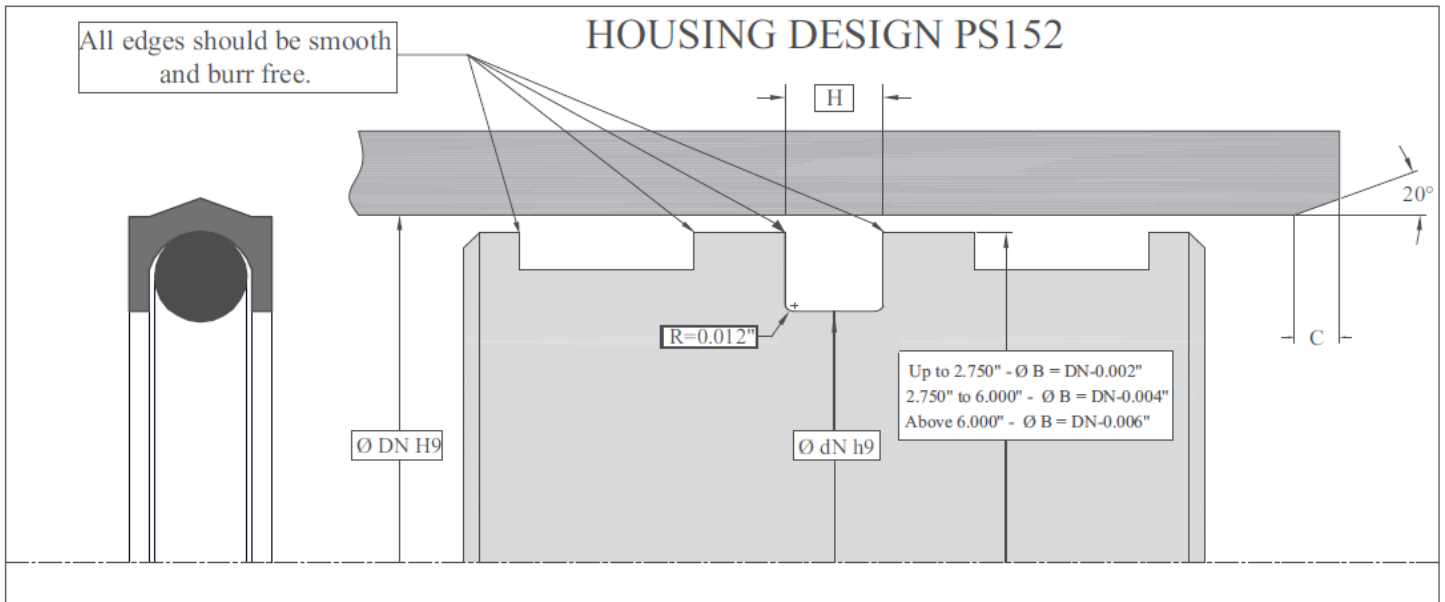 HOUSING DESIGN PS152
All edges should be smooth
and burr free.
H
20°
C
R=0.012"
Up to 2.750" - Ø B = DN-0.002"
2.750" to 6.000" - Ø B = DN-0.004"
Above 6.000" - Ø B = DN-0.006"
Ø DN H9
Ø dN h9